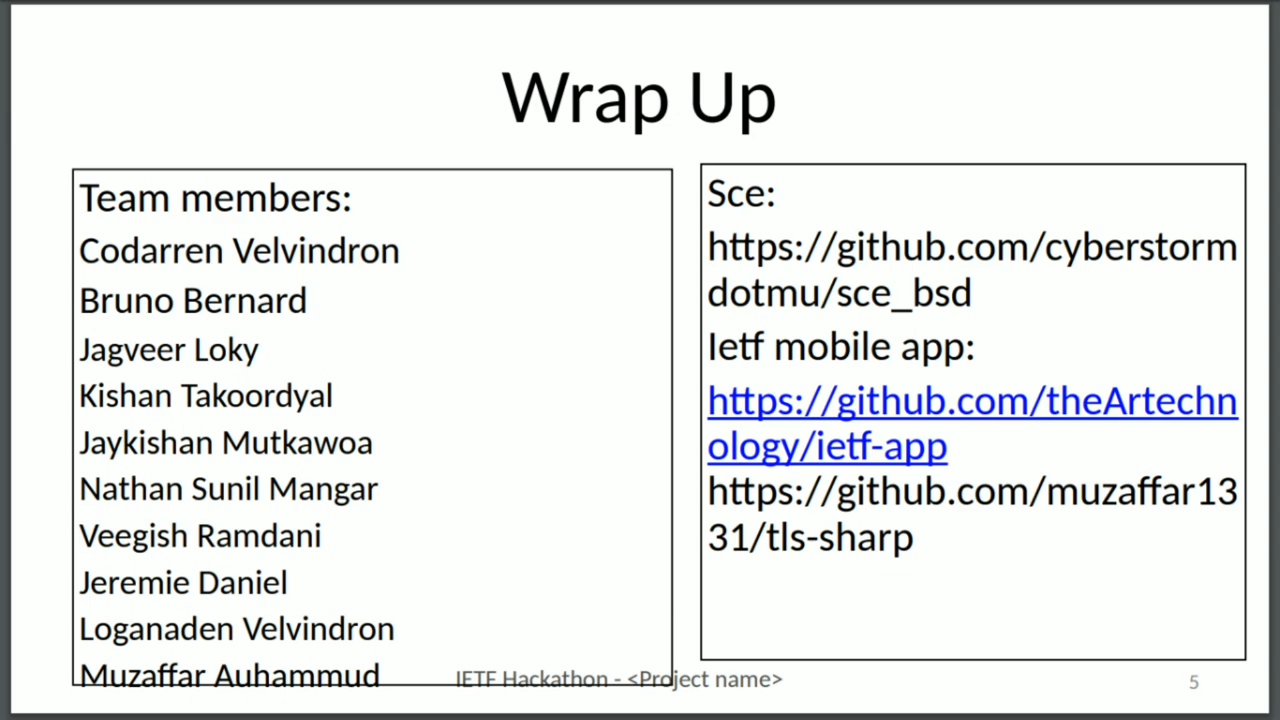 Wrap Up
Team members:
Codarren Velvindron
Bruno Bernard
Jagveer Loky
Kishan Takoordyal
Jaykishan Mutkawoa
Nathan Sunil Mangar
Veegish Ramdani
Jeremie Daniel
Loganaden Velvindron
Muzaffar Auhammud
Sce:
https://github.com/cyberstorm
dotmu/sce_bsd
Ietf mobile app:
https://github.com/theArtechn
ology/ietf-app
https://github.com/muzaffar13
31/tls-sharp
IETF Hackathon - <Project name>
5